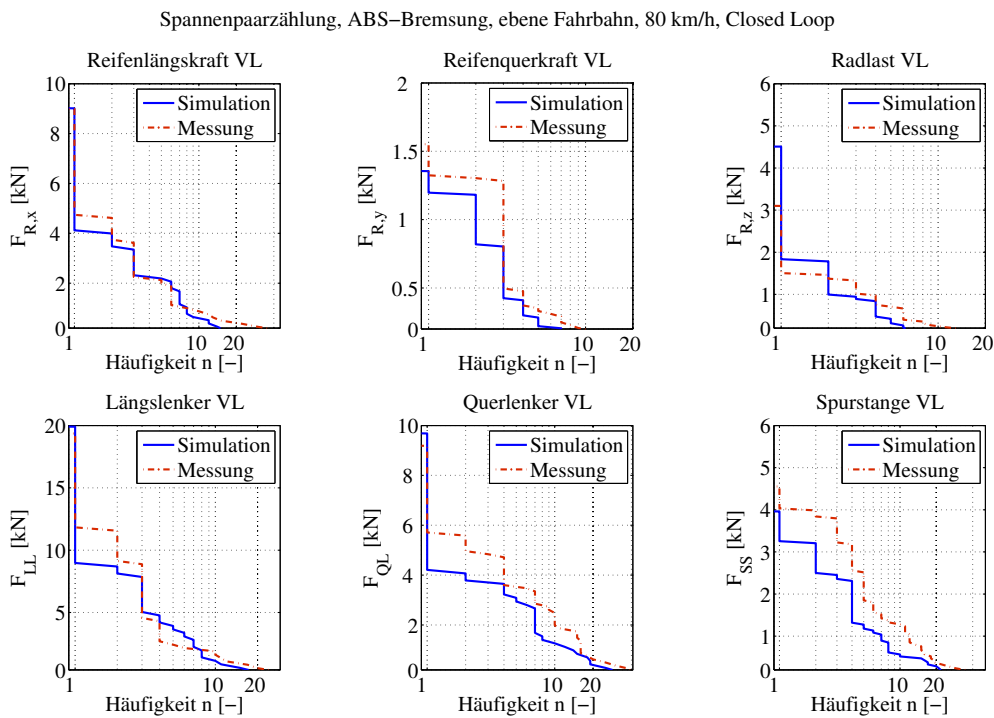 Spannenpaarzählung, ABS−Bremsung, ebene Fahrbahn, 80 km/h, Closed Loop
Reifenlängskraft VL
10
8
6
4
2
0
F_R,x [kN]
Simulation
Messung
1
10
20
Häufigkeit n [−]
Reifenquerkraft VL
2
1.5
1
0.5
0
F_R,y [kN]
Simulation
Messung
1
10
20
Häufigkeit n [−]
Radlast VL
6
5
4
3
2
1
0
F_R,z [kN]
Simulation
Messung
1
10
20
Häufigkeit n [−]
Längslenker VL
20
15
10
5
0
F_LL [kN]
Simulation
Messung
1
10
20
Häufigkeit n [−]
Querlenker VL
10
8
6
4
2
0
F_QL [kN]
Simulation
Messung
1
10
20
Häufigkeit n [−]
Spurstange VL
6
5
4
3
2
1
0
F_SS [kN]
Simulation
Messung
1
10
20
Häufigkeit n [−]